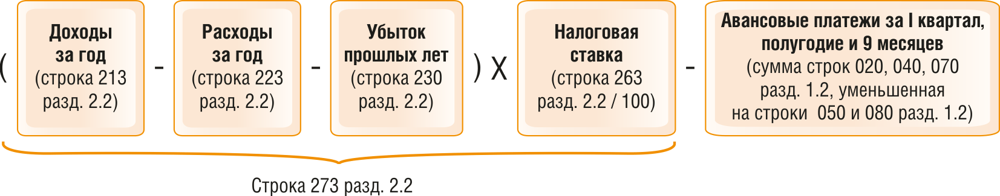 (
Доходы
за год
(строка 213
разд. 2.2)
-
Расходы
за год
(строка 223
разд. 2.2)
-
Убыток
прошлых лет
(строка 230
разд. 2.2)
) X
Налоговая
ставка
(строка 263
разд. 2.2 / 100)
-
Авансовые платежи за I квартал,
полугодие и 9 месяцев
(сумма строк 020, 040, 070
разд. 1.2, уменьшенная
на строки 050 и 080 разд. 1.2)
Строка 273 разд. 2.2